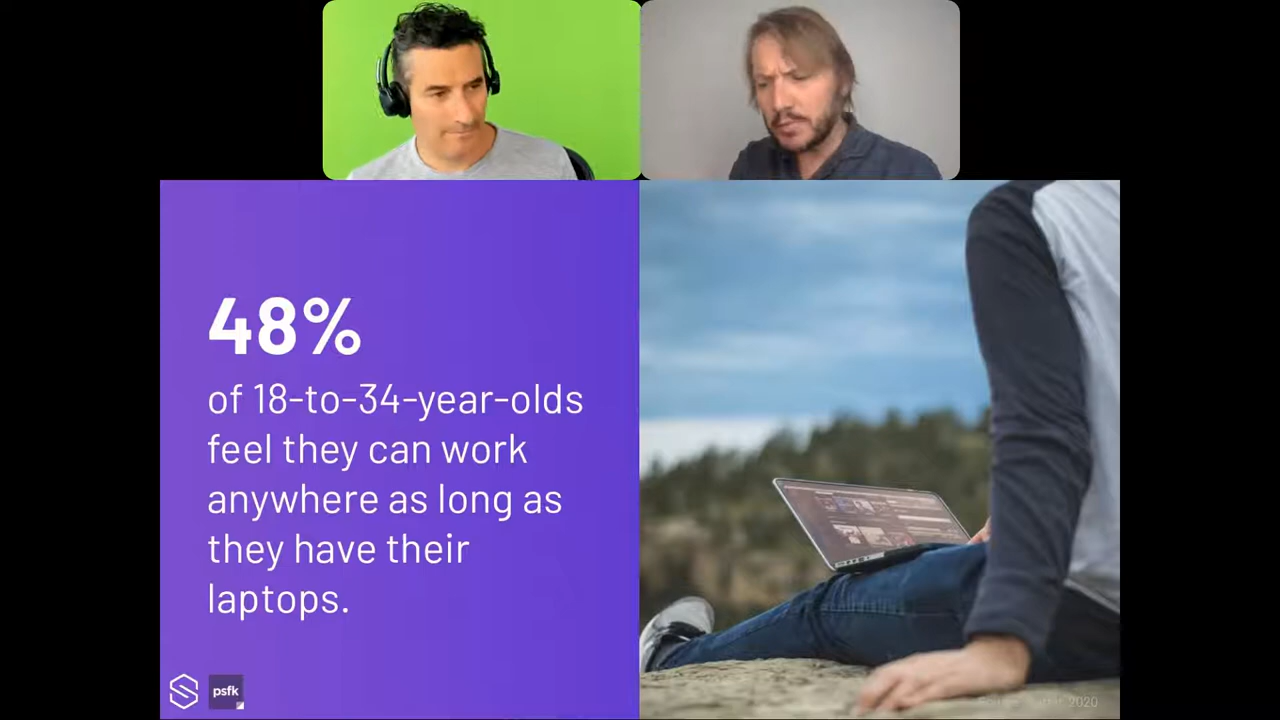 48%
of 18-to-34-year-olds
feel they can work
anywhere as long as
they have their
laptops.
psfk
2020